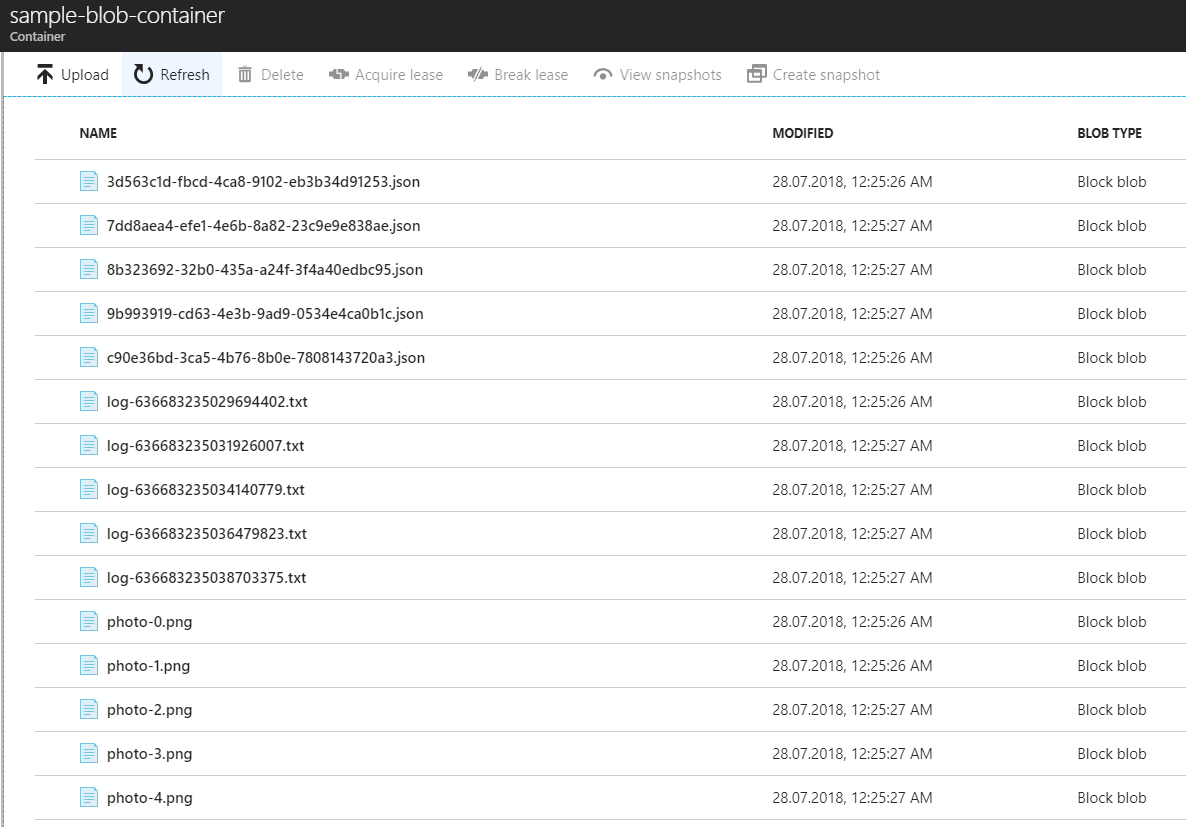 sample-blob-container
Container
Upload Refresh Delete Acquire lease Break lease View snapshots Create snapshot
NAME MODIFIED BLOB TYPE
3d563c1d-fbcd-4ca8-9102-eb3b34d91253.json 28.07.2018, 12:25:26 AM Block blob
7dd8aea4-efe1-4e6b-8a82-23c9e9e838ae.json 28.07.2018, 12:25:27 AM Block blob
8b323692-32b0-435a-a24f-3f4a40edbc95.json 28.07.2018, 12:25:27 AM Block blob
9b993919-cd63-4e3b-9ad9-0534e4ca0b1c.json 28.07.2018, 12:25:27 AM Block blob
c90e36bd-3ca5-4b76-8b0e-7808143720a3.json 28.07.2018, 12:25:26 AM Block blob
log-636683235029694402.txt 28.07.2018, 12:25:26 AM Block blob
log-636683235031926007.txt 28.07.2018, 12:25:27 AM Block blob
log-636683235034140779.txt 28.07.2018, 12:25:27 AM Block blob
log-636683235036479823.txt 28.07.2018, 12:25:27 AM Block blob
log-636683235038703375.txt 28.07.2018, 12:25:27 AM Block blob
photo-0.png 28.07.2018, 12:25:26 AM Block blob
photo-1.png 28.07.2018, 12:25:26 AM Block blob
photo-2.png 28.07.2018, 12:25:27 AM Block blob
photo-3.png 28.07.2018, 12:25:27 AM Block blob
photo-4.png 28.07.2018, 12:25:27 AM Block blob